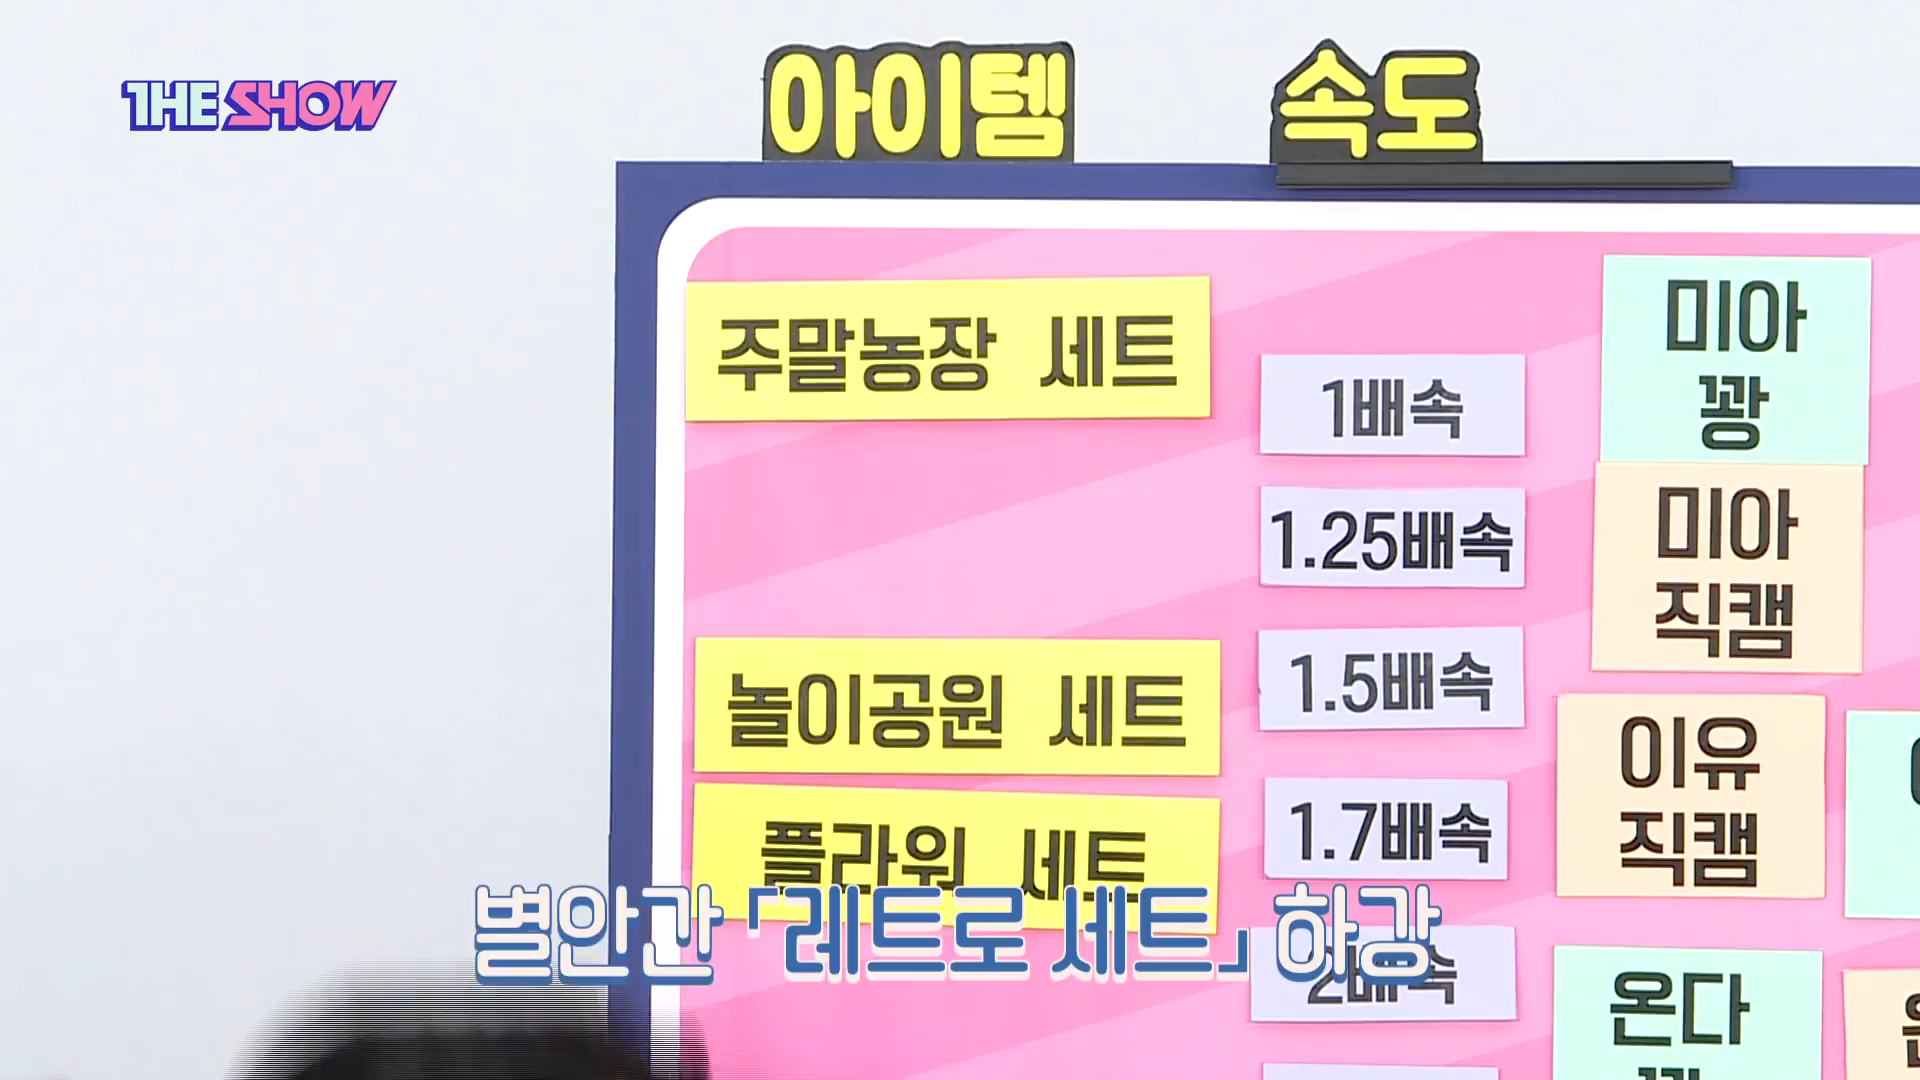 THE SHOW
아이템
속도
주말농장 세트
놀이공원 세트
플라워 세트
1배속
1.25배속
1.5배속
1.7배속
2배속
미아
꽝
미아
직캠
이유
직캠
온다
별안간 「레트로 세트」 하강